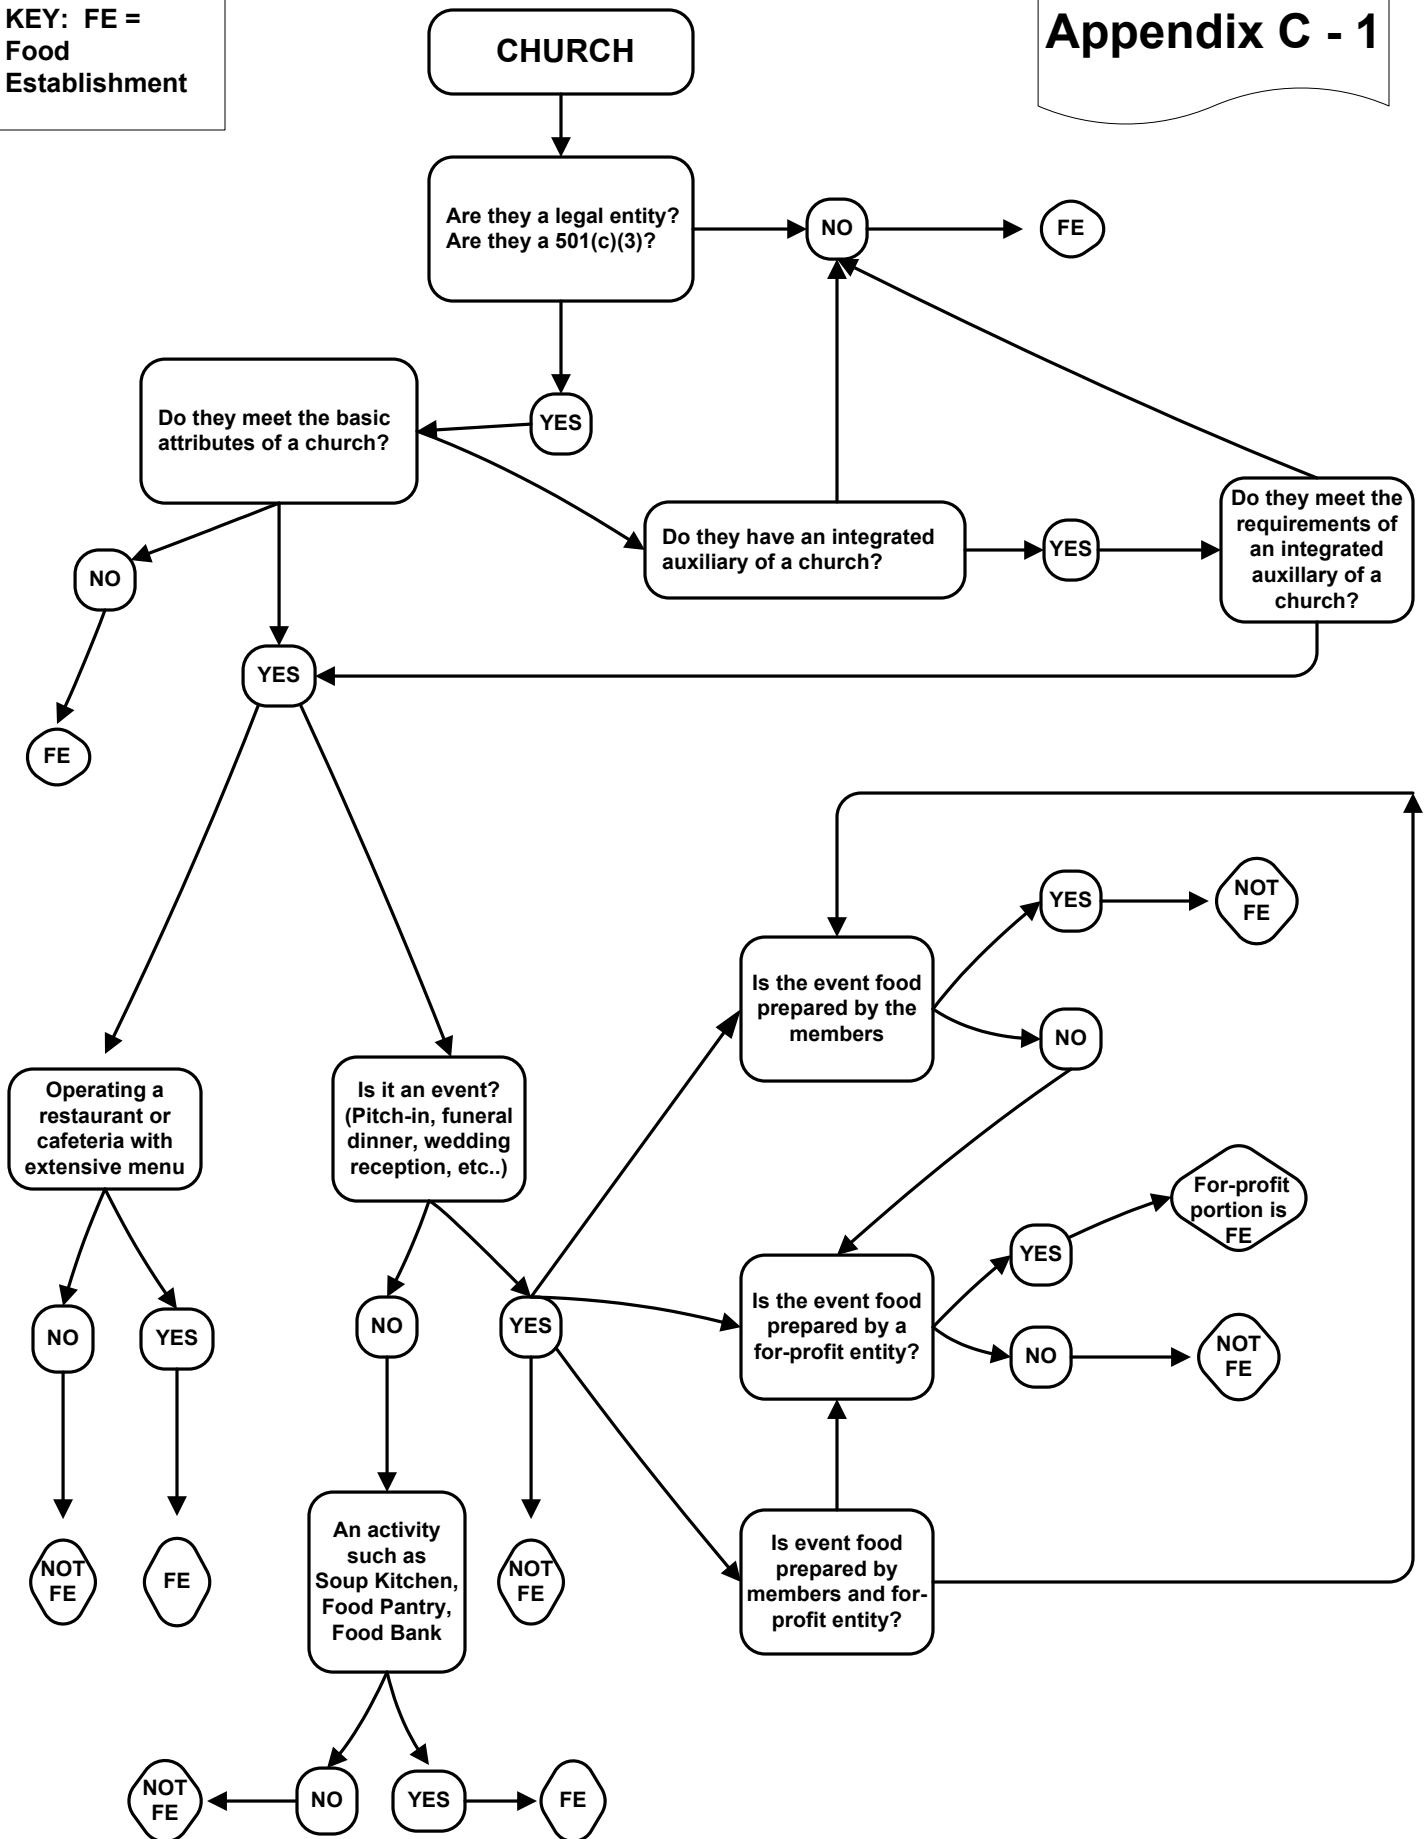 KEY: FE =
Food
Establishment
CHURCH
Appendix C - 1
Are they a legal entity?
Are they a 501(c)(3)?
NO
FE
YES
Do they meet the basic
attributes of a church?
Do they have an integrated
auxiliary of a church?
YES
Do they meet the
requirements of
an integrated
auxillary of a
church?
NO
FE
YES
Is the event food
prepared by the
members
YES
NOT
FE
NO
Operating a
restaurant or
cafeteria with
extensive menu
Is it an event?
(Pitch-in, funeral
dinner, wedding
reception, etc..)
NO
YES
NO
YES
Is the event food
prepared by a
for-profit entity?
YES
For-profit
portion is
FE
NO
NOT
FE
NOT
FE
FE
An activity
such as
Soup Kitchen,
Food Pantry,
Food Bank
NOT
FE
Is event food
prepared by
members and for-
profit entity?
NOT
FE
NO
YES
FE